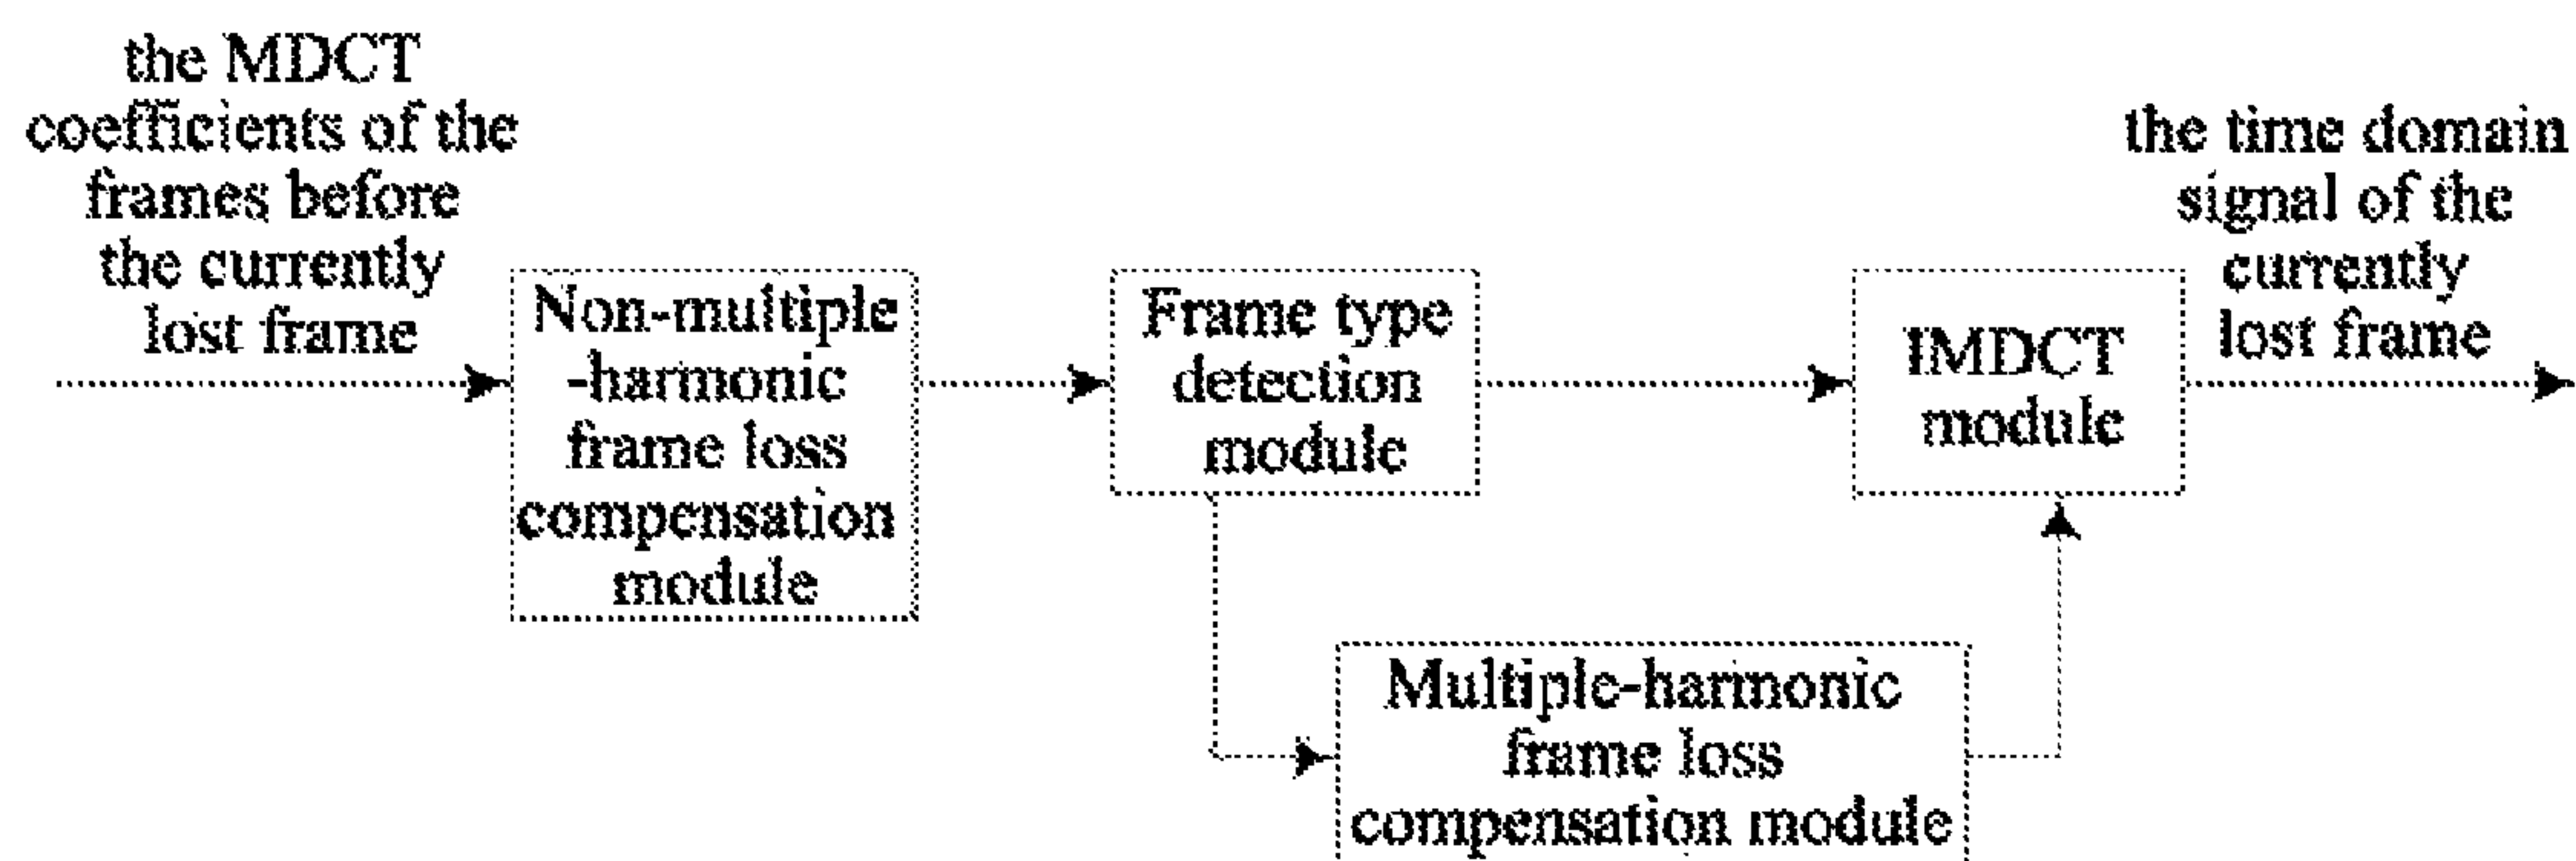 the MDCT
coefficients of the
frames before
the currently
lost frame
Non-multiple
-harmonic
frame loss
compensation
module
Frame type
detection
module
IMDCT
module
the time domain
signal of the
currently
lost frame
Multiple-harmonic
frame loss
compensation module